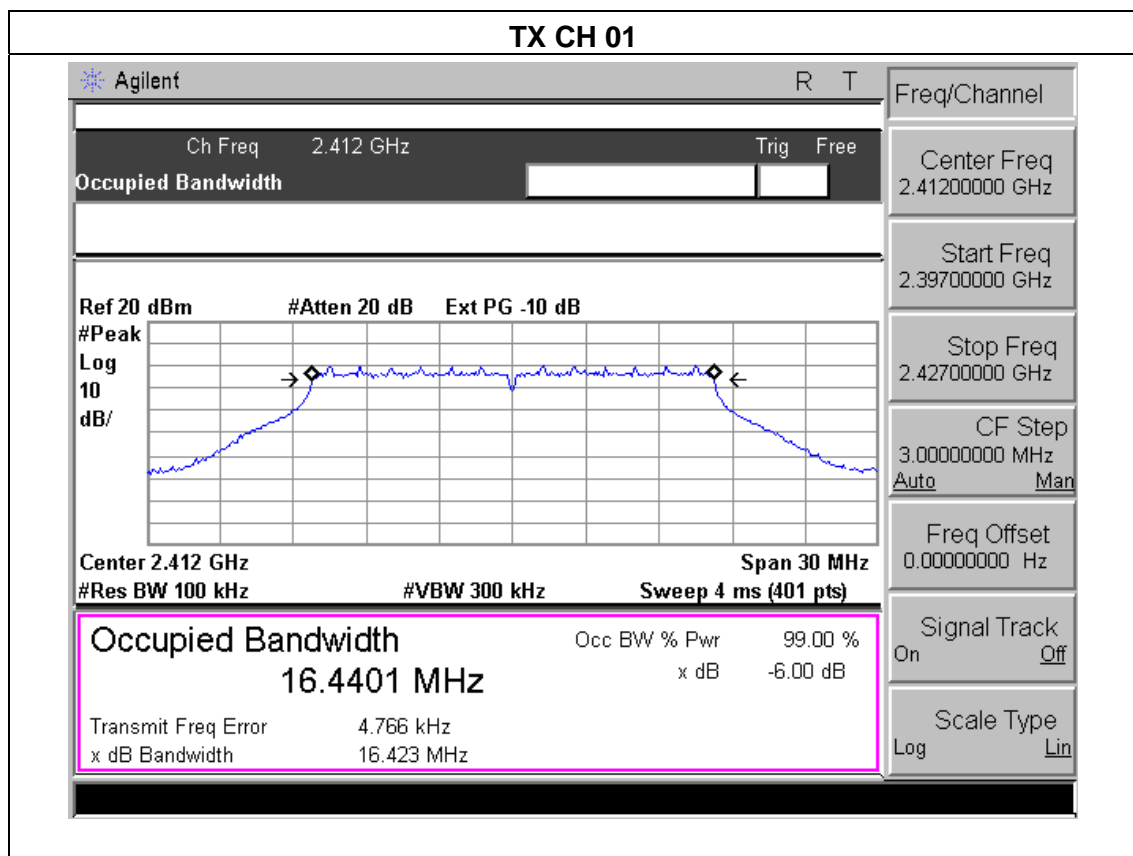 TX CH 01
Agilent R T
Freq/Channel
Ch Freq 2.412 GHz Trig Free
Occupied Bandwidth
Center Freq
2.41200000 GHz
Start Freq
2.39700000 GHz
Stop Freq
2.42700000 GHz
CF Step
3.00000000 MHz
Auto Man
Freq Offset
0.00000000 Hz
Signal Track
On Off
Scale Type
Log Lin
Ref 20 dBm #Atten 20 dB Ext PG -10 dB
#Peak
Log
10
dB/
Center 2.412 GHz Span 30 MHz
#Res BW 100 kHz #VBW 300 kHz Sweep 4 ms (401 pts)
Occupied Bandwidth
16.4401 MHz
Occ BW % Pwr 99.00 %
x dB -6.00 dB
Transmit Freq Error 4.766 kHz
x dB Bandwidth 16.423 MHz